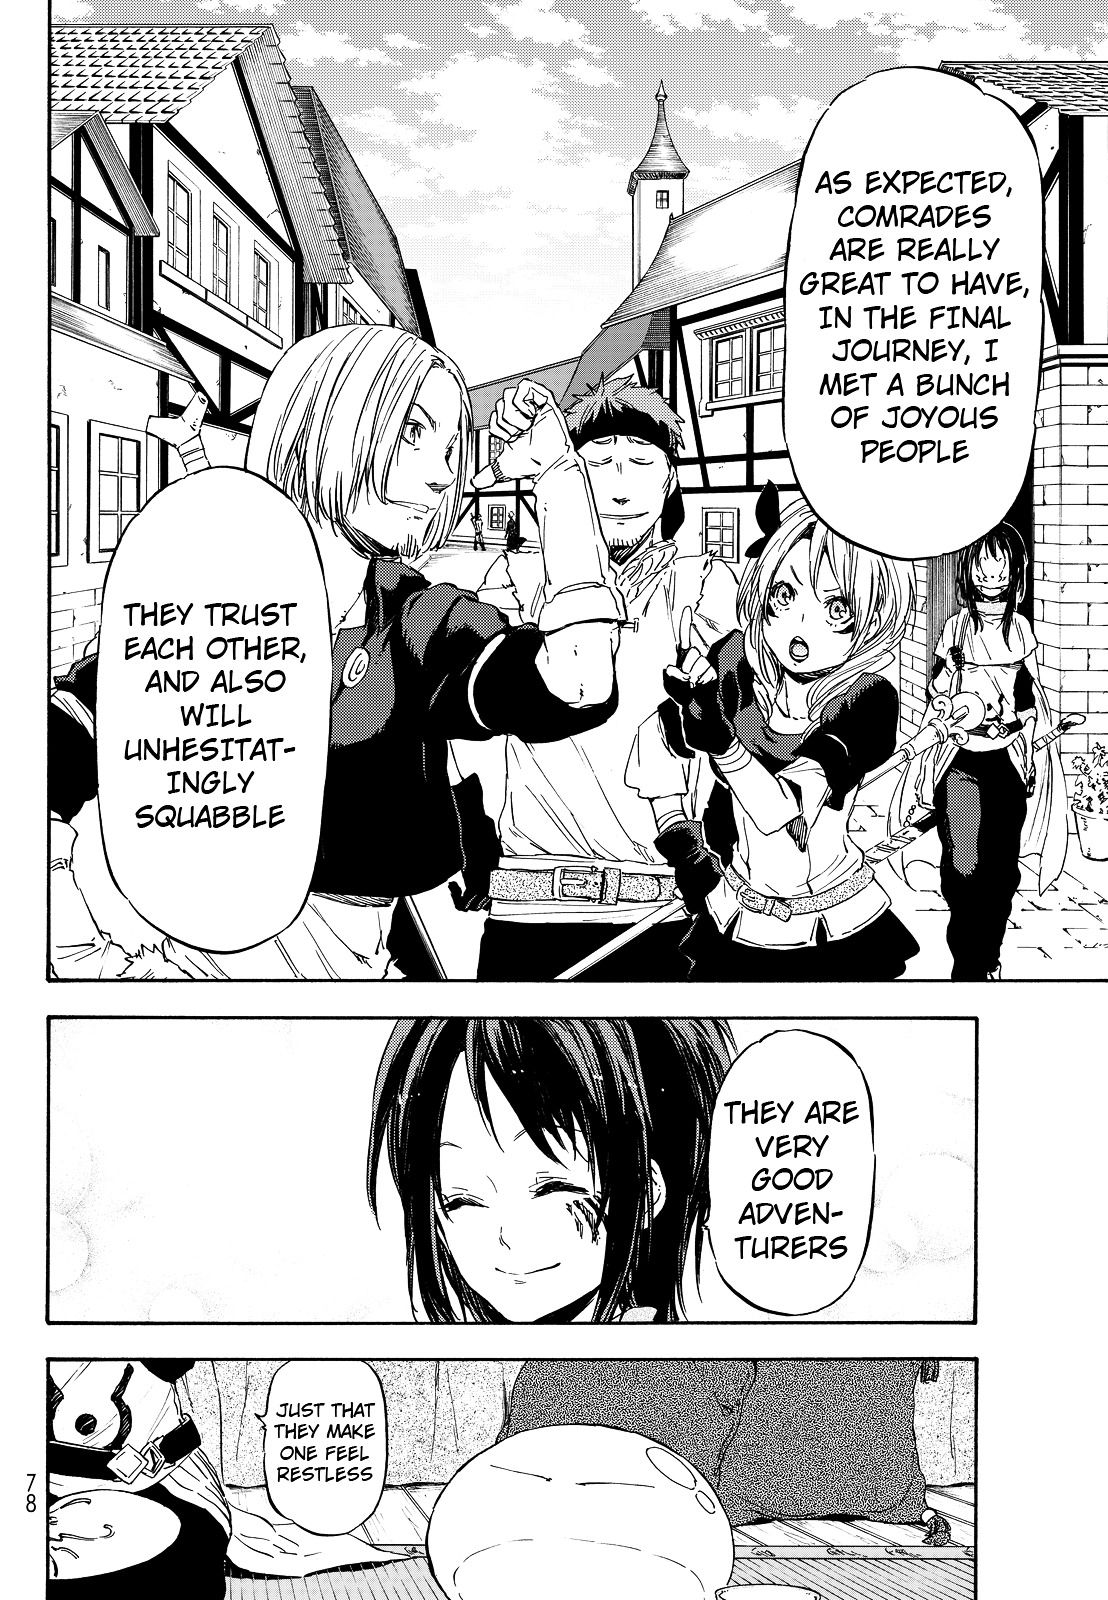 AS EXPECTED,
COMRADES
ARE REALLY
GREAT TO HAVE,
IN THE FINAL
JOURNEY, I
MET A BUNCH
OF JOYOUS
PEOPLE
THEY TRUST
EACH OTHER,
AND ALSO
WILL
UNHESITAT-
INGLY
SQUABBLE
THEY ARE
VERY
GOOD
ADVEN-
TURERS
JUST THAT
THEY MAKE
ONE FEEL
RESTLESS
78